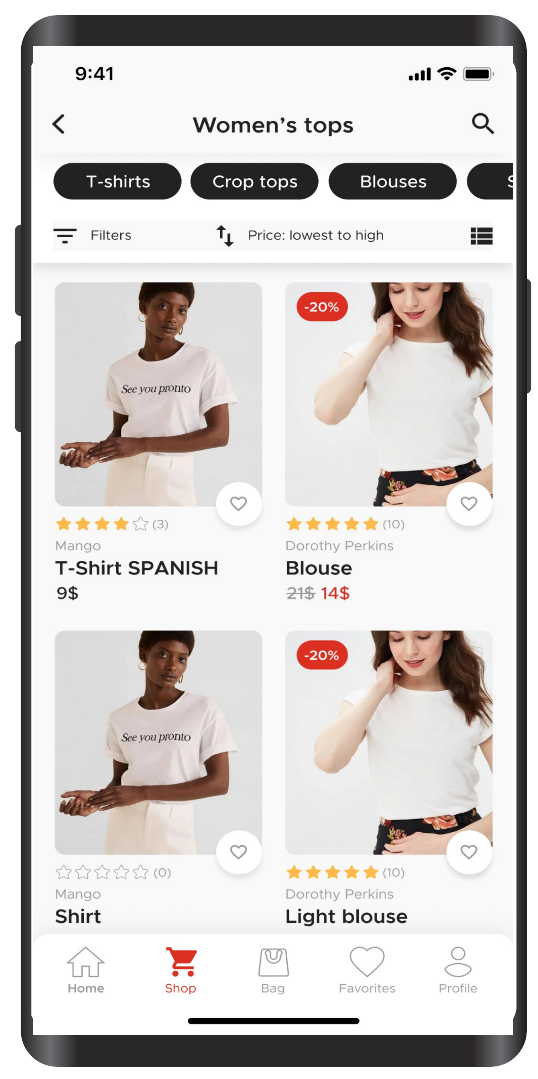 9:41
Women's tops
T-shirts
Crop tops
Blouses
S
Filters
Price: lowest to high
See you pronto
-20%
(3)
Mango
T-Shirt SPANISH
9$
(10)
Dorothy Perkins
Blouse
21$ 14$
See you pronto
-20%
(0)
Mango
Shirt
(10)
Dorothy Perkins
Light blouse
Home
Shop
Bag
Favorites
Profile